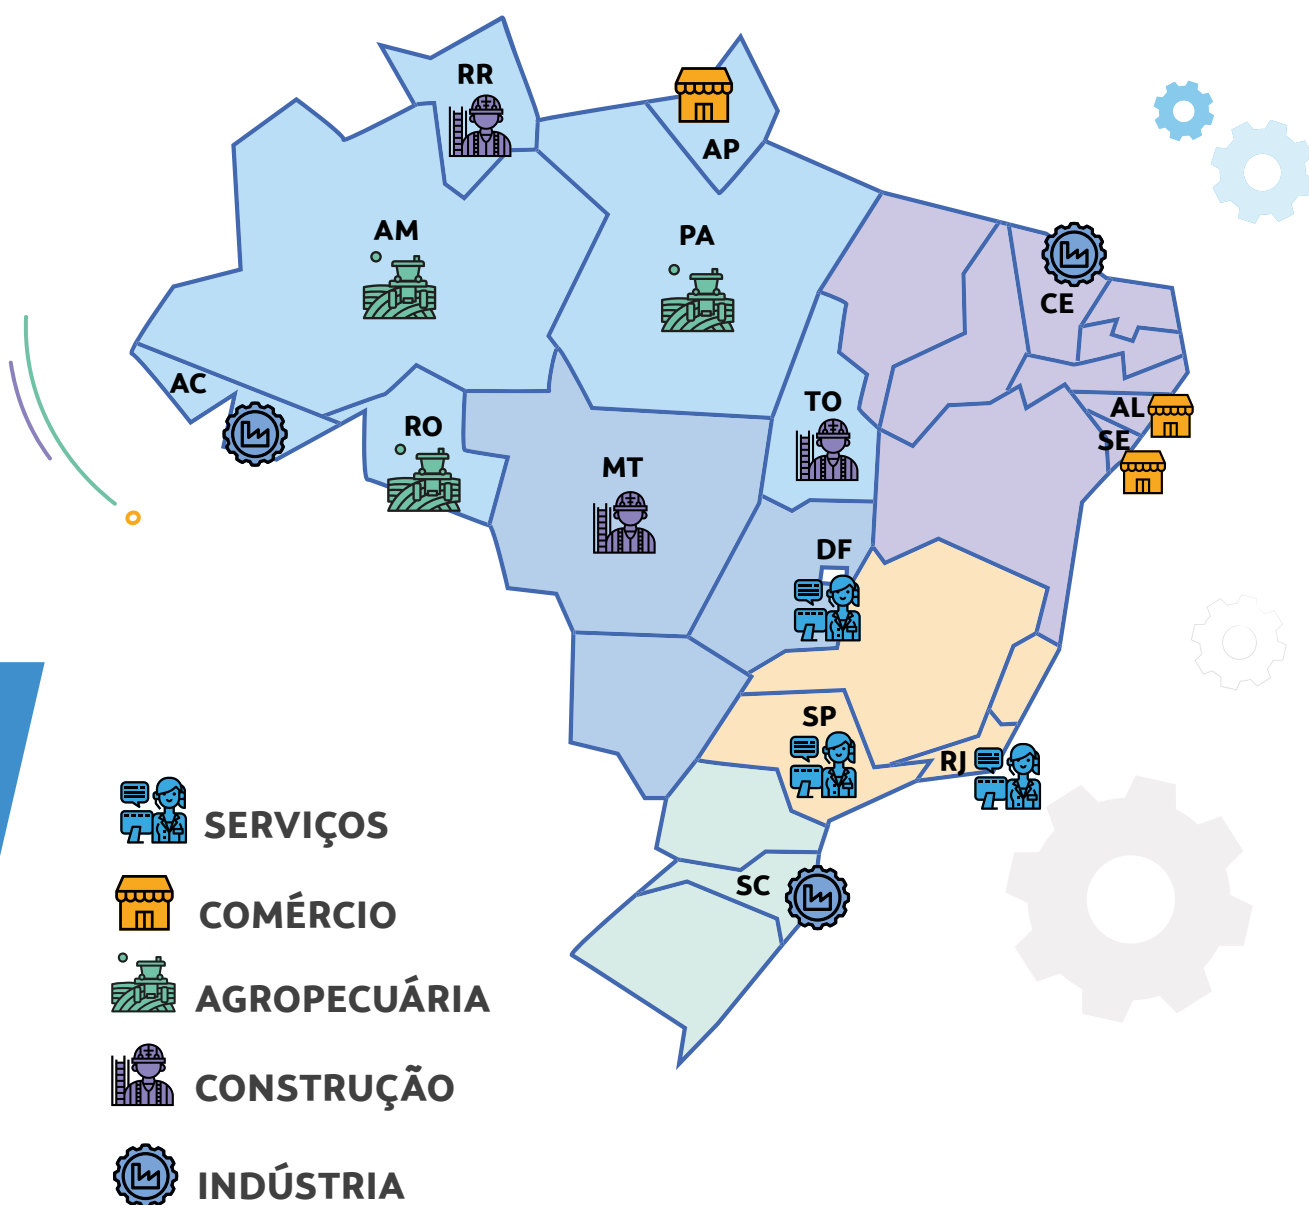 RR
AP
AM
PA
CE
AC
TO
AL
RO
SE
MT
DF
SP
RJ
SERVIÇOS
SC
COMÉRCIO
AGROPECUÁRIA
CONSTRUÇÃO
INDÚSTRIA